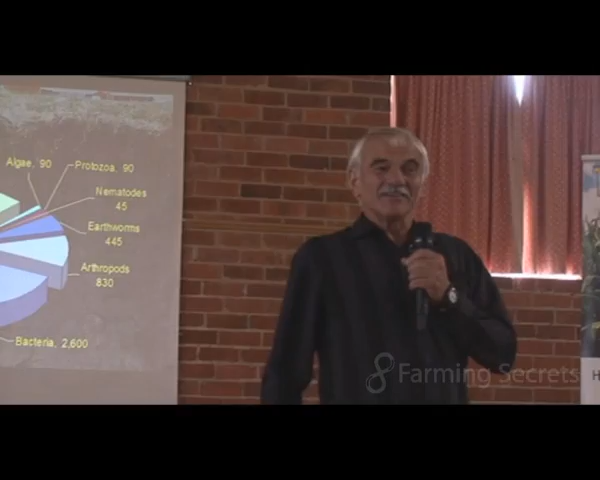 Algae, 90
Protozoa, 90
Nematodes
45
Earthworms
445
Arthropods
830
Bacteria, 2,600
Farming Secrets
H